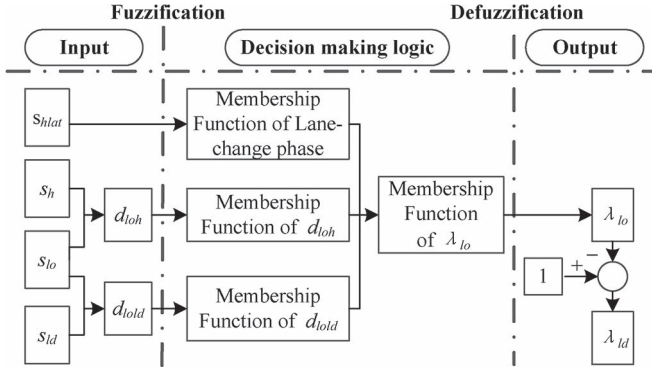 Fuzzification Defuzzification
Input Decision making logic Output
s_hlat
Membership
Function of Lane-
change phase
s_h
s_lo
s_ld
d_loh
d_lold
Membership
Function of d_loh
Membership
Function of d_lold
Membership
Function
of λ_lo
λ_lo
1
+ −
λ_ld